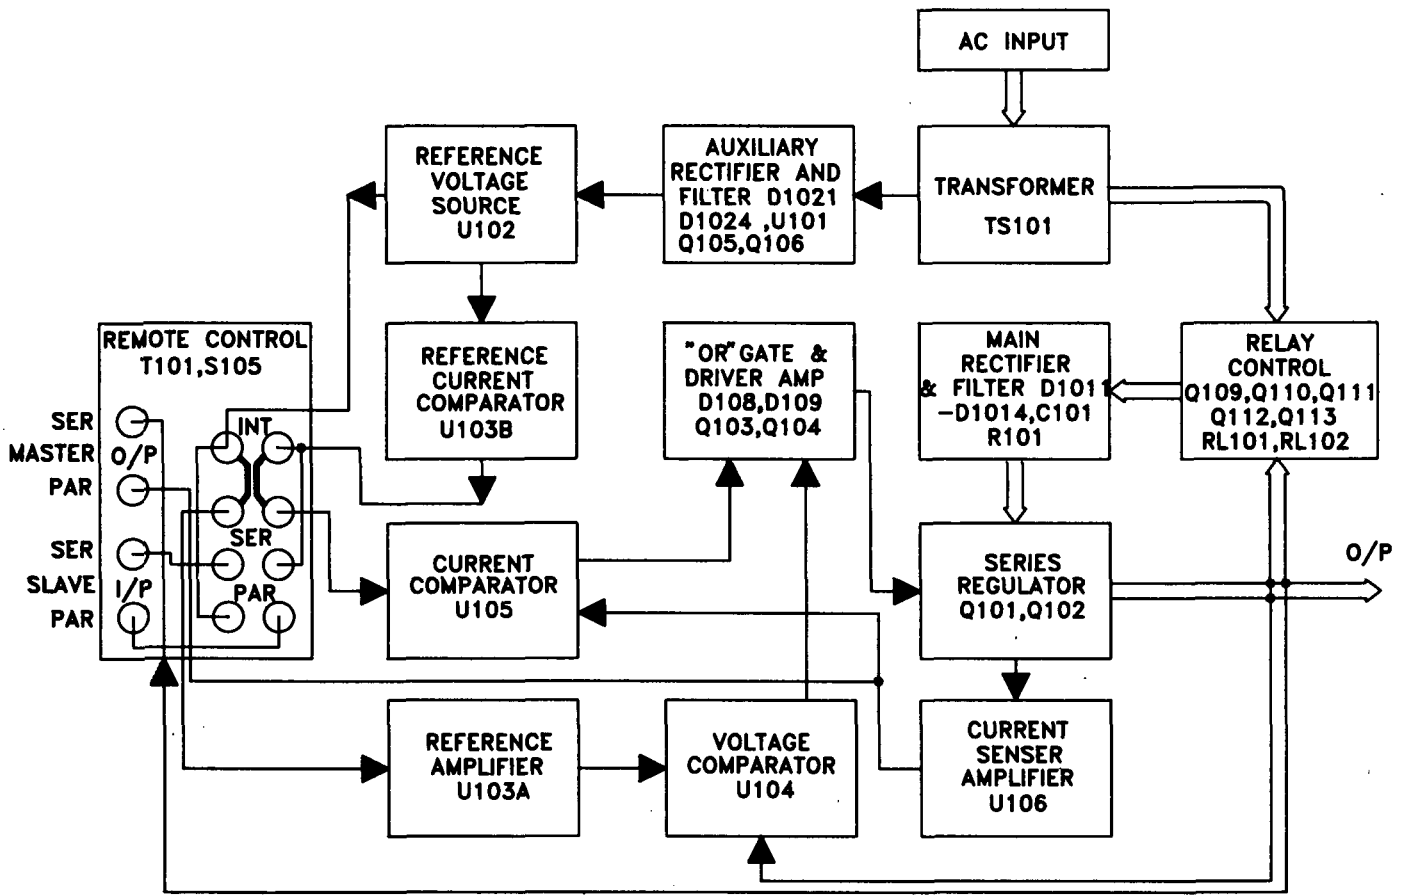 AC INPUT
REFERENCE
VOLTAGE
SOURCE
U102
AUXILIARY
RECTIFIER AND
FILTER D1021
D1024 ,U101
Q105,Q106
TRANSFORMER
TS101
REMOTE CONTROL
T101,S105
REFERENCE
CURRENT
COMPARATOR
U103B
"OR" GATE &
DRIVER AMP
D108,D109
Q103,Q104
MAIN
RECTIFIER
& FILTER D1011
-D1014,C101
R101
RELAY
CONTROL
Q109,Q110,Q111
Q112,Q113
RL101,RL102
SER
INT
MASTER O/P
PAR
SER
SER
SLAVE I/P
PAR
PAR
CURRENT
COMPARATOR
U105
SERIES
REGULATOR
Q101,Q102
O/P
REFERENCE
AMPLIFIER
U103A
VOLTAGE
COMPARATOR
U104
CURRENT
SENSER
AMPLIFIER
U106